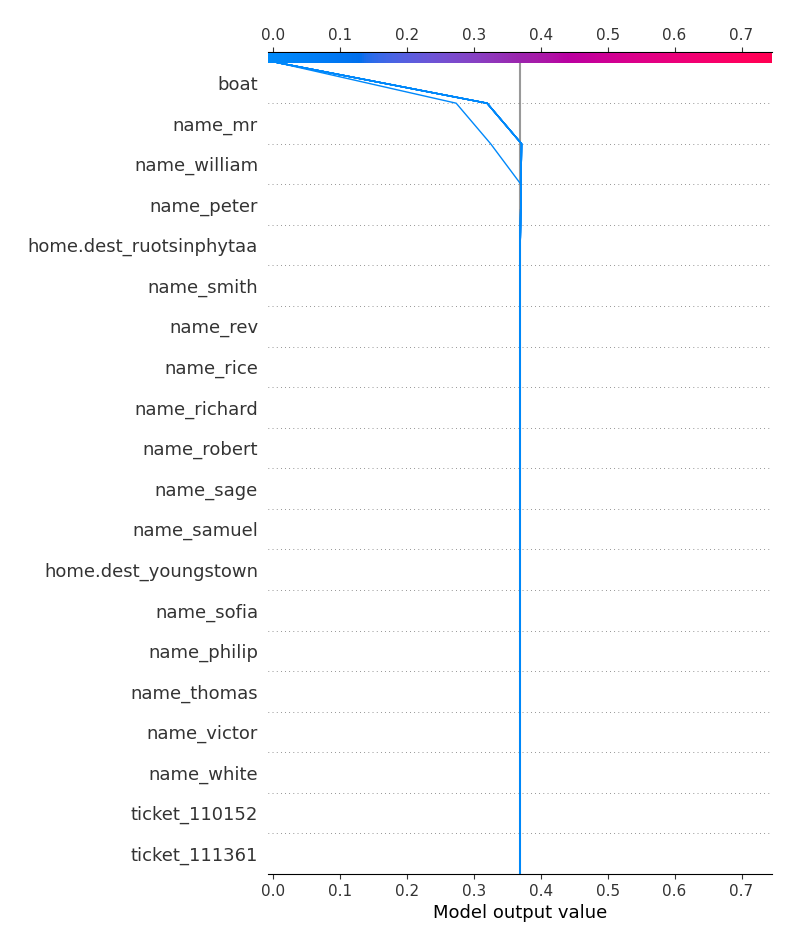 0.0 0.1 0.2 0.3 0.4 0.5 0.6 0.7
boat
name_mr
name_william
name_peter
home.dest_ruotsinphytaa
name_smith
name_rev
name_rice
name_richard
name_robert
name_sage
name_samuel
home.dest_youngstown
name_sofia
name_philip
name_thomas
name_victor
name_white
ticket_110152
ticket_111361
0.0 0.1 0.2 0.3 0.4 0.5 0.6 0.7
Model output value